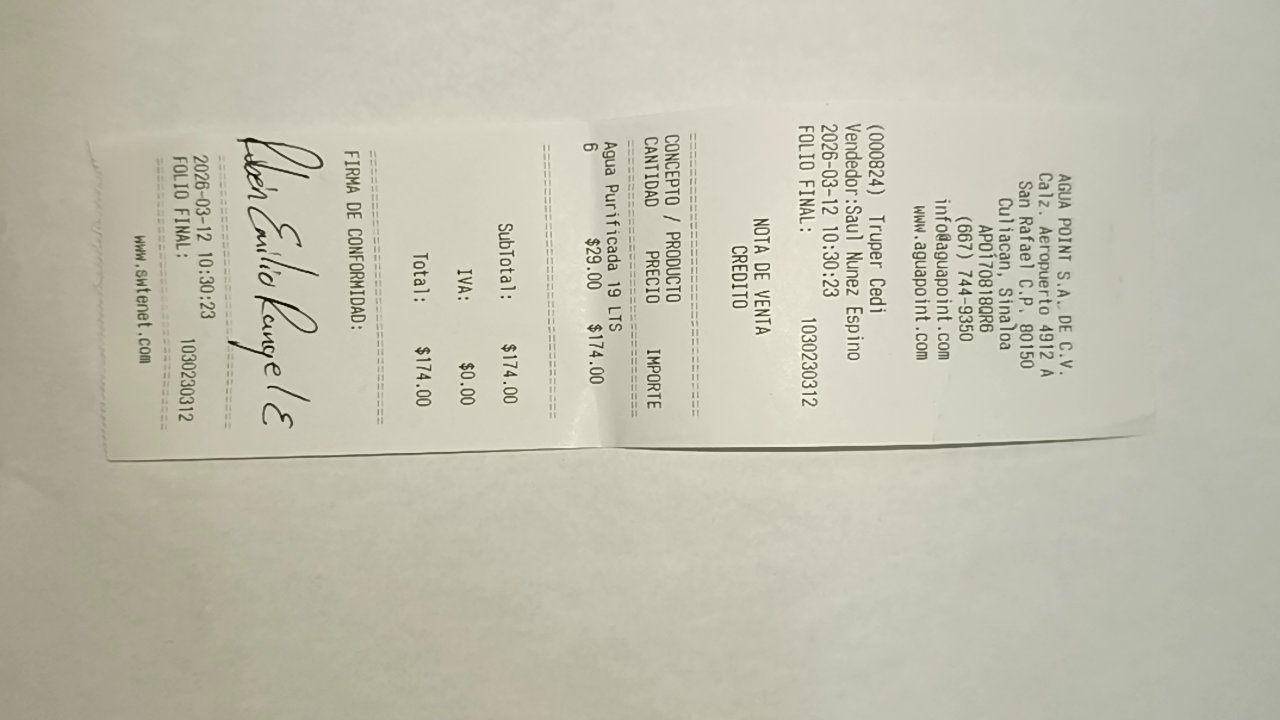 AGUA POINT S.A. DE C.V.
Calz. Aeropuerto 4912 A
San Rafael C.P. 80150
Culiacan, Sinaloa
APO170818QR6
(667) 744-9350
info@aguapoint.com
www.aguapoint.com
(000824) Truper Cedi
Vendedor:Saul Nunez Espino
2026-03-12 10:30:23
FOLIO FINAL: 1030230312
NOTA DE VENTA
CREDITO
CONCEPTO / PRODUCTO
CANTIDAD PRECIO IMPORTE
Agua Purificada 19 LTS
6 $29.00 $174.00
SubTotal: $174.00
IVA: $0.00
Total: $174.00
FIRMA DE CONFORMIDAD:
Rubén Emilio Rangel E
2026-03-12 10:30:23
FOLIO FINAL: 1030230312
www.swtenet.com